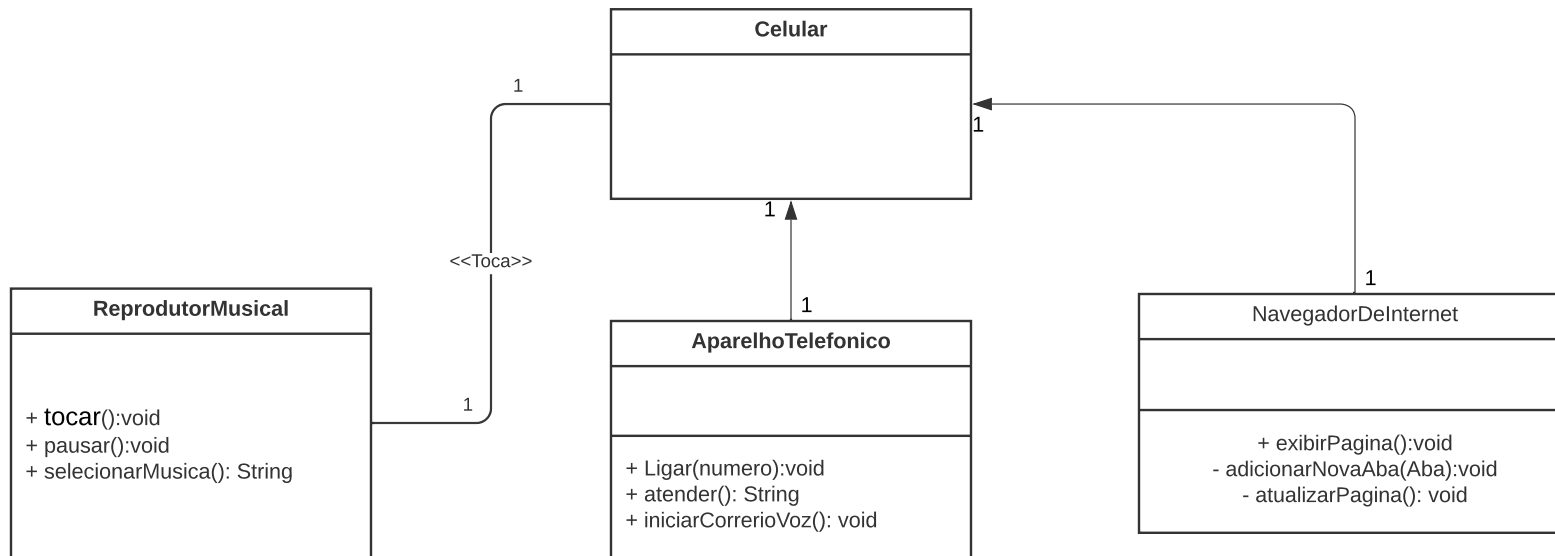 Celular
1
1
1
<<Toca>>
1
1
1
ReprodutorMusical
+ tocar():void
+ pausar():void
+ selecionarMusica(): String
AparelhoTelefonico
+ Ligar(numero):void
+ atender(): String
+ iniciarCorrerioVoz(): void
NavegadorDeInternet
+ exibirPagina():void
- adicionarNovaAba(Aba):void
- atualizarPagina(): void